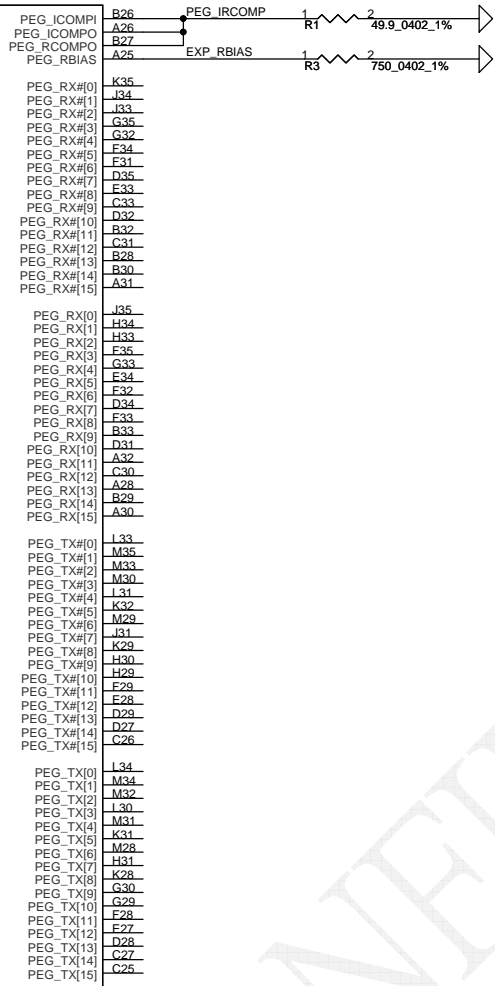 PEG_ICOMPI B26 PEG_IRCOMP 1 R1 2 49.9_0402_1%
PEG_ICOMPO A26
PEG_RCOMPO B27
PEG_RBIAS A25 EXP_RBIAS 1 R3 2 750_0402_1%
PEG_RX#[0] K35
PEG_RX#[1] J34
PEG_RX#[2] J33
PEG_RX#[3] G35
PEG_RX#[4] G32
PEG_RX#[5] F34
PEG_RX#[6] F31
PEG_RX#[7] D35
PEG_RX#[8] E33
PEG_RX#[9] C33
PEG_RX#[10] D32
PEG_RX#[11] B32
PEG_RX#[12] C31
PEG_RX#[13] B28
PEG_RX#[14] B30
PEG_RX#[15] A31
PEG_RX[0] J35
PEG_RX[1] H34
PEG_RX[2] H33
PEG_RX[3] F35
PEG_RX[4] G33
PEG_RX[5] E34
PEG_RX[6] F32
PEG_RX[7] D34
PEG_RX[8] F33
PEG_RX[9] B33
PEG_RX[10] D31
PEG_RX[11] A32
PEG_RX[12] C30
PEG_RX[13] A28
PEG_RX[14] B29
PEG_RX[15] A30
PEG_TX#[0] L33
PEG_TX#[1] M35
PEG_TX#[2] M33
PEG_TX#[3] M30
PEG_TX#[4] L31
PEG_TX#[5] K32
PEG_TX#[6] M29
PEG_TX#[7] J31
PEG_TX#[8] K29
PEG_TX#[9] H30
PEG_TX#[10] H29
PEG_TX#[11] F29
PEG_TX#[12] E28
PEG_TX#[13] D29
PEG_TX#[14] D27
PEG_TX#[15] C26
PEG_TX[0] L34
PEG_TX[1] M34
PEG_TX[2] M32
PEG_TX[3] L30
PEG_TX[4] M31
PEG_TX[5] K31
PEG_TX[6] M28
PEG_TX[7] H31
PEG_TX[8] K28
PEG_TX[9] G30
PEG_TX[10] G29
PEG_TX[11] F28
PEG_TX[12] E27
PEG_TX[13] D28
PEG_TX[14] C27
PEG_TX[15] C25